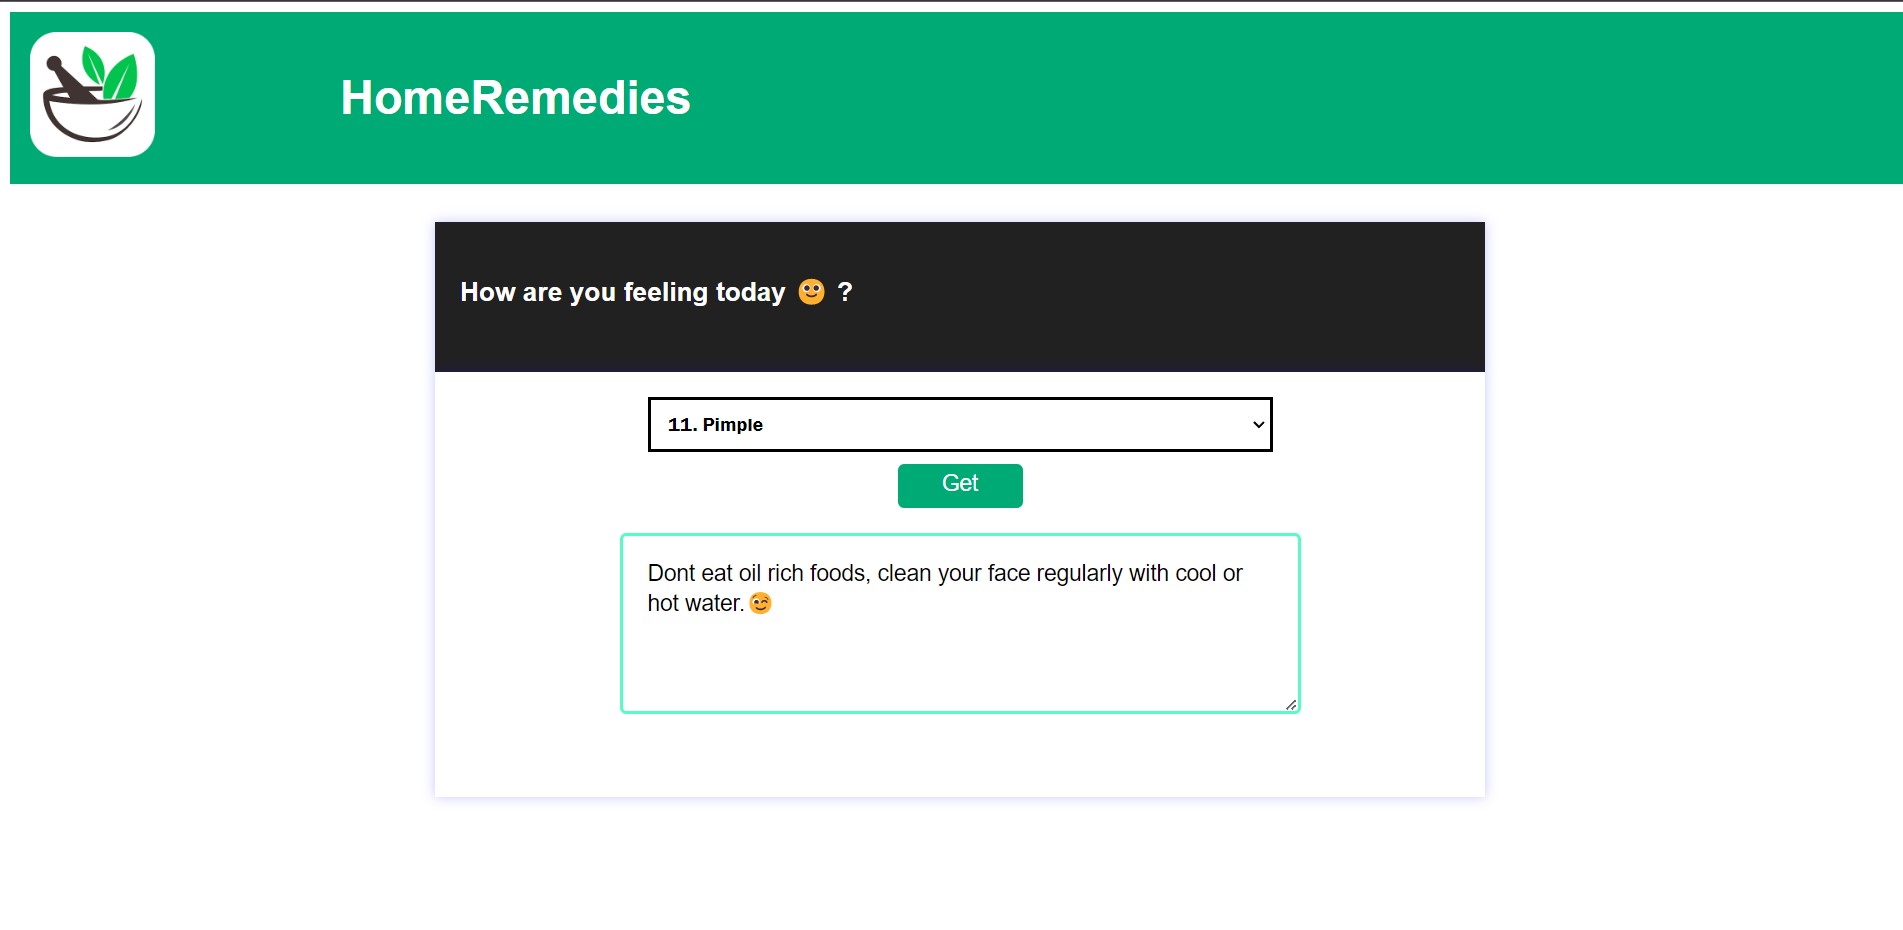 HomeRemedies
How are you feeling today 🙂 ?
11. Pimple
Get
Dont eat oil rich foods, clean your face regularly with cool or
hot water.😉